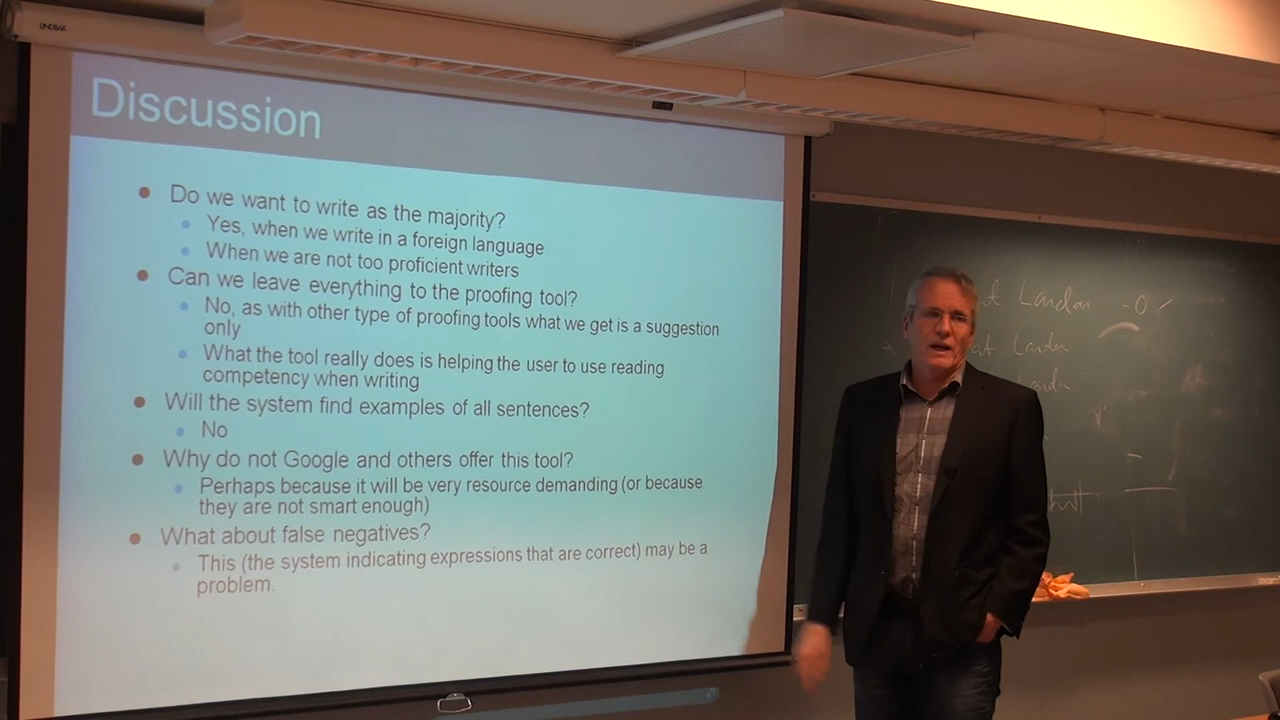 Discussion
Do we want to write as the majority?
Yes, when we write in a foreign language
When we are not too proficient writers
Can we leave everything to the proofing tool?
No, as with other type of proofing tools what we get is a suggestion
only
What the tool really does is helping the user to use reading
competency when writing
Will the system find examples of all sentences?
No
Why do not Google and others offer this tool?
Perhaps because it will be very resource demanding (or because
they are not smart enough)
What about false negatives?
This (the system indicating expressions that are correct) may be a
problem.